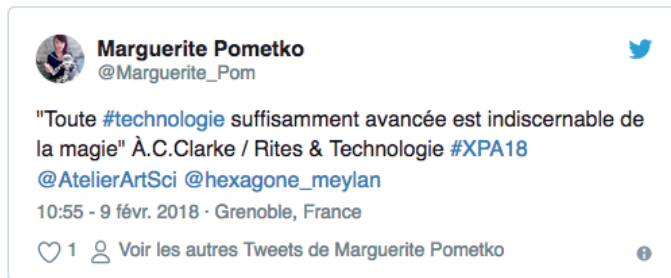 Marguerite Pometko
@Marguerite_Pom
"Toute #technologie suffisamment avancée est indiscernable de
la magie" À.C.Clarke / Rites & Technologie #XPA18
@AtelierArtSci @hexagone_meylan
10:55 - 9 févr. 2018 · Grenoble, France
1 Voir les autres Tweets de Marguerite Pometko